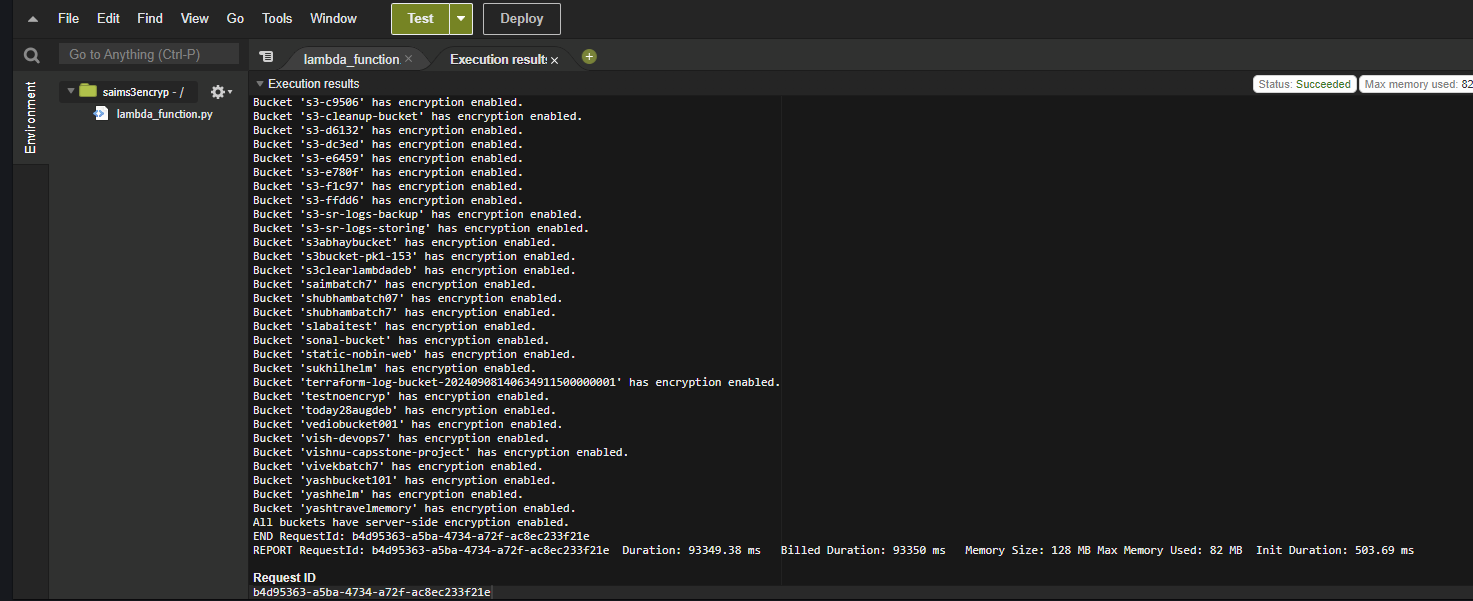 File Edit Find View Go Tools Window Test Deploy
Go to Anything (Ctrl-P)
lambda_function
Execution results
Environment
saims3encryp - /
lambda_function.py
Execution results
Status: Succeeded
Max memory used: 82
Bucket 's3-c9506' has encryption enabled.
Bucket 's3-cleanup-bucket' has encryption enabled.
Bucket 's3-d6132' has encryption enabled.
Bucket 's3-dc3ed' has encryption enabled.
Bucket 's3-e6459' has encryption enabled.
Bucket 's3-e780f' has encryption enabled.
Bucket 's3-f1c97' has encryption enabled.
Bucket 's3-ffdd6' has encryption enabled.
Bucket 's3-sr-logs-backup' has encryption enabled.
Bucket 's3-sr-logs-storing' has encryption enabled.
Bucket 's3abhaybucket' has encryption enabled.
Bucket 's3bucket-pk1-153' has encryption enabled.
Bucket 's3clearlambdadeb' has encryption enabled.
Bucket 'saimbatch7' has encryption enabled.
Bucket 'shubhambatch07' has encryption enabled.
Bucket 'shubhambatch7' has encryption enabled.
Bucket 'slabaitest' has encryption enabled.
Bucket 'sonal-bucket' has encryption enabled.
Bucket 'static-nobin-web' has encryption enabled.
Bucket 'sukhilhelm' has encryption enabled.
Bucket 'terraform-log-bucket-20240908140634911500000001' has encryption enabled.
Bucket 'testnoencryp' has encryption enabled.
Bucket 'today28augdeb' has encryption enabled.
Bucket 'vediobucket001' has encryption enabled.
Bucket 'vish-devops7' has encryption enabled.
Bucket 'vishnu-capsstone-project' has encryption enabled.
Bucket 'vivekbatch7' has encryption enabled.
Bucket 'yashbucket101' has encryption enabled.
Bucket 'yashhelm' has encryption enabled.
Bucket 'yashtravelmemory' has encryption enabled.
All buckets have server-side encryption enabled.
END RequestId: b4d95363-a5ba-4734-a72f-ac8ec233f21e
REPORT RequestId: b4d95363-a5ba-4734-a72f-ac8ec233f21e Duration: 93349.38 ms Billed Duration: 93350 ms Memory Size: 128 MB Max Memory Used: 82 MB Init Duration: 503.69 ms
Request ID
b4d95363-a5ba-4734-a72f-ac8ec233f21e